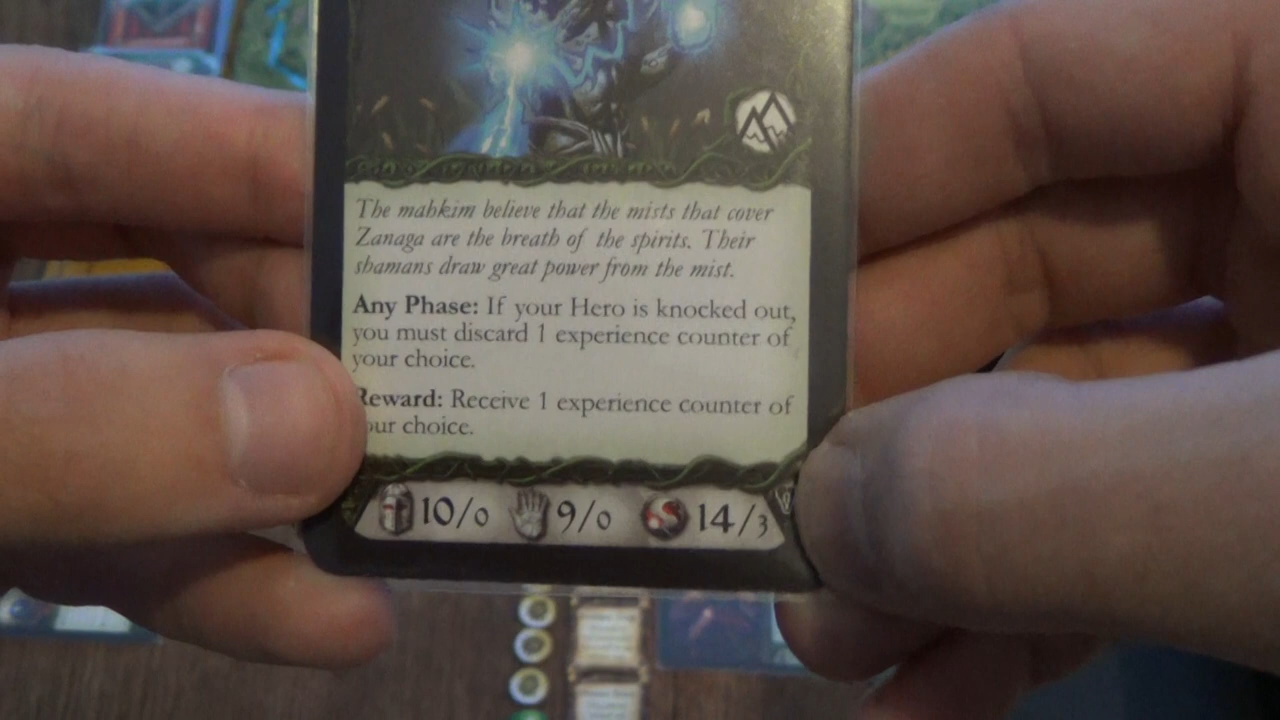 The mahkim believe that the mists that cover
Zanaga are the breath of the spirits. Their
shamans draw great power from the mist.
Any Phase: If your Hero is knocked out,
you must discard 1 experience counter of
your choice.
Reward: Receive 1 experience counter of
our choice.
10/0 9/0 14/3